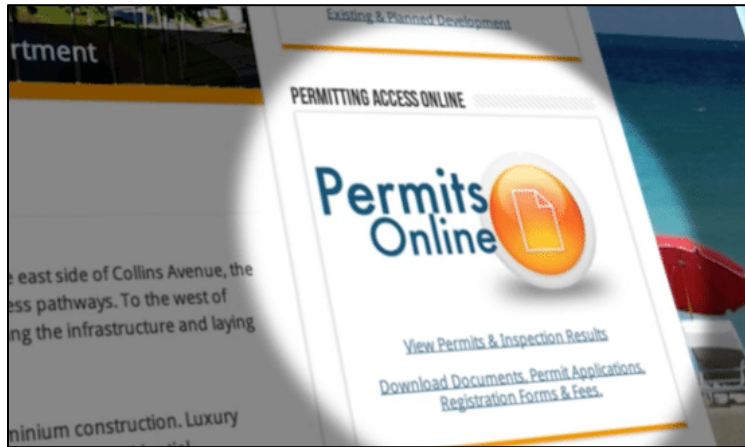 Existing & Planned Development
rtment
PERMITTING ACCESS ONLINE
Permits
Online
east side of Collins Avenue, the
ess pathways. To the west of
ng the infrastructure and laying
View Permits & Inspection Results
Download Documents, Permit Applications,
Registration Forms & Fees.
minium construction. Luxury